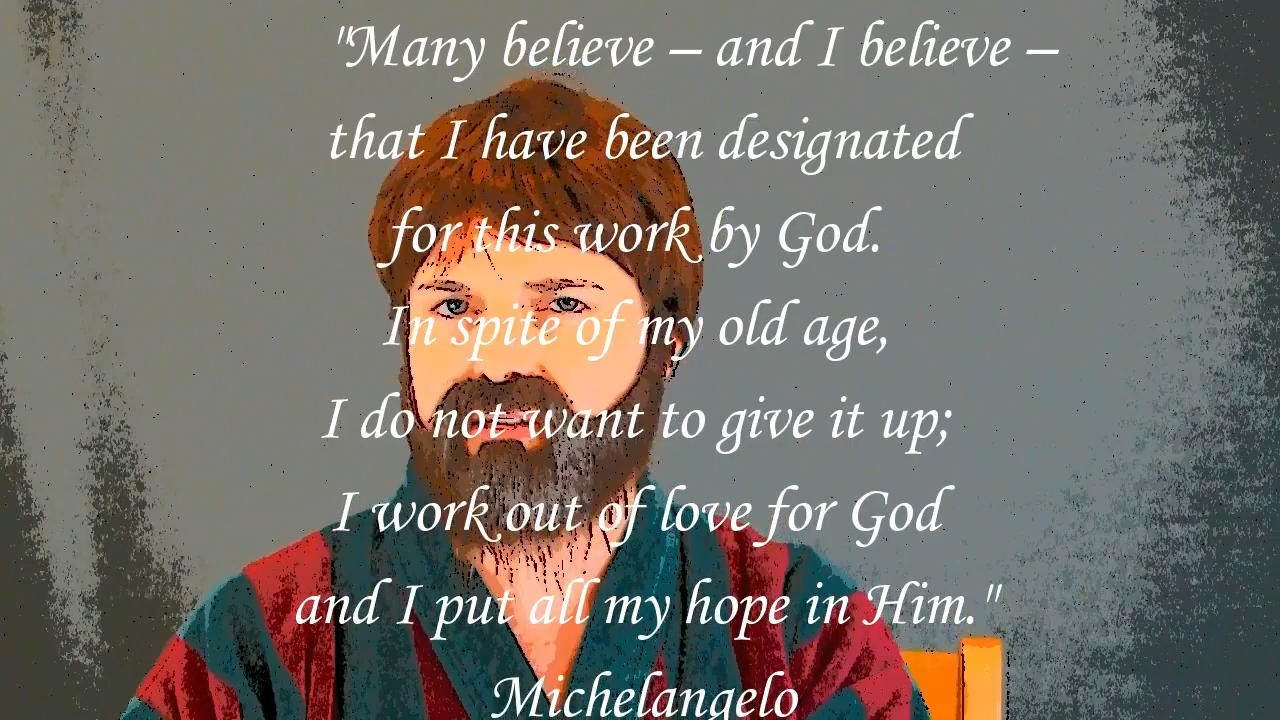 "Many believe – and I believe –
that I have been designated
for this work by God.
In spite of my old age,
I do not want to give it up;
I work out of love for God
and I put all my hope in Him."
Michelangelo